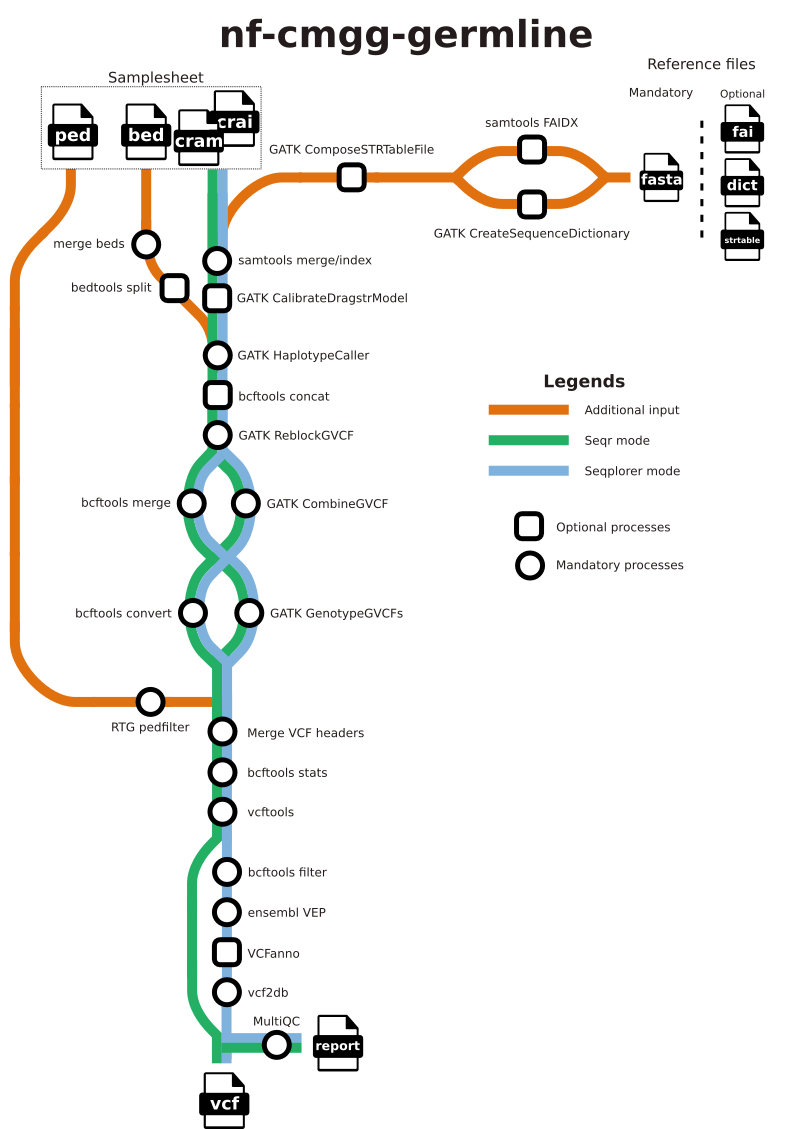 nf-cmgg-germline
Samplesheet
ped
bed
cram
crai
Reference files
Mandatory
Optional
fai
dict
strtable
fasta
samtools FAIDX
GATK ComposeSTRTableFile
GATK CreateSequenceDictionary
merge beds
bedtools split
samtools merge/index
GATK CalibrateDragstrModel
GATK HaplotypeCaller
bcftools concat
GATK ReblockGVCF
Legends
Additional input
Seqr mode
Seqplorer mode
Optional processes
Mandatory processes
bcftools merge
GATK CombineGVCF
bcftools convert
GATK GenotypeGVCFs
RTG pedfilter
Merge VCF headers
bcftools stats
vcftools
bcftools filter
ensembl VEP
VCFanno
vcf2db
MultiQC
report
vcf